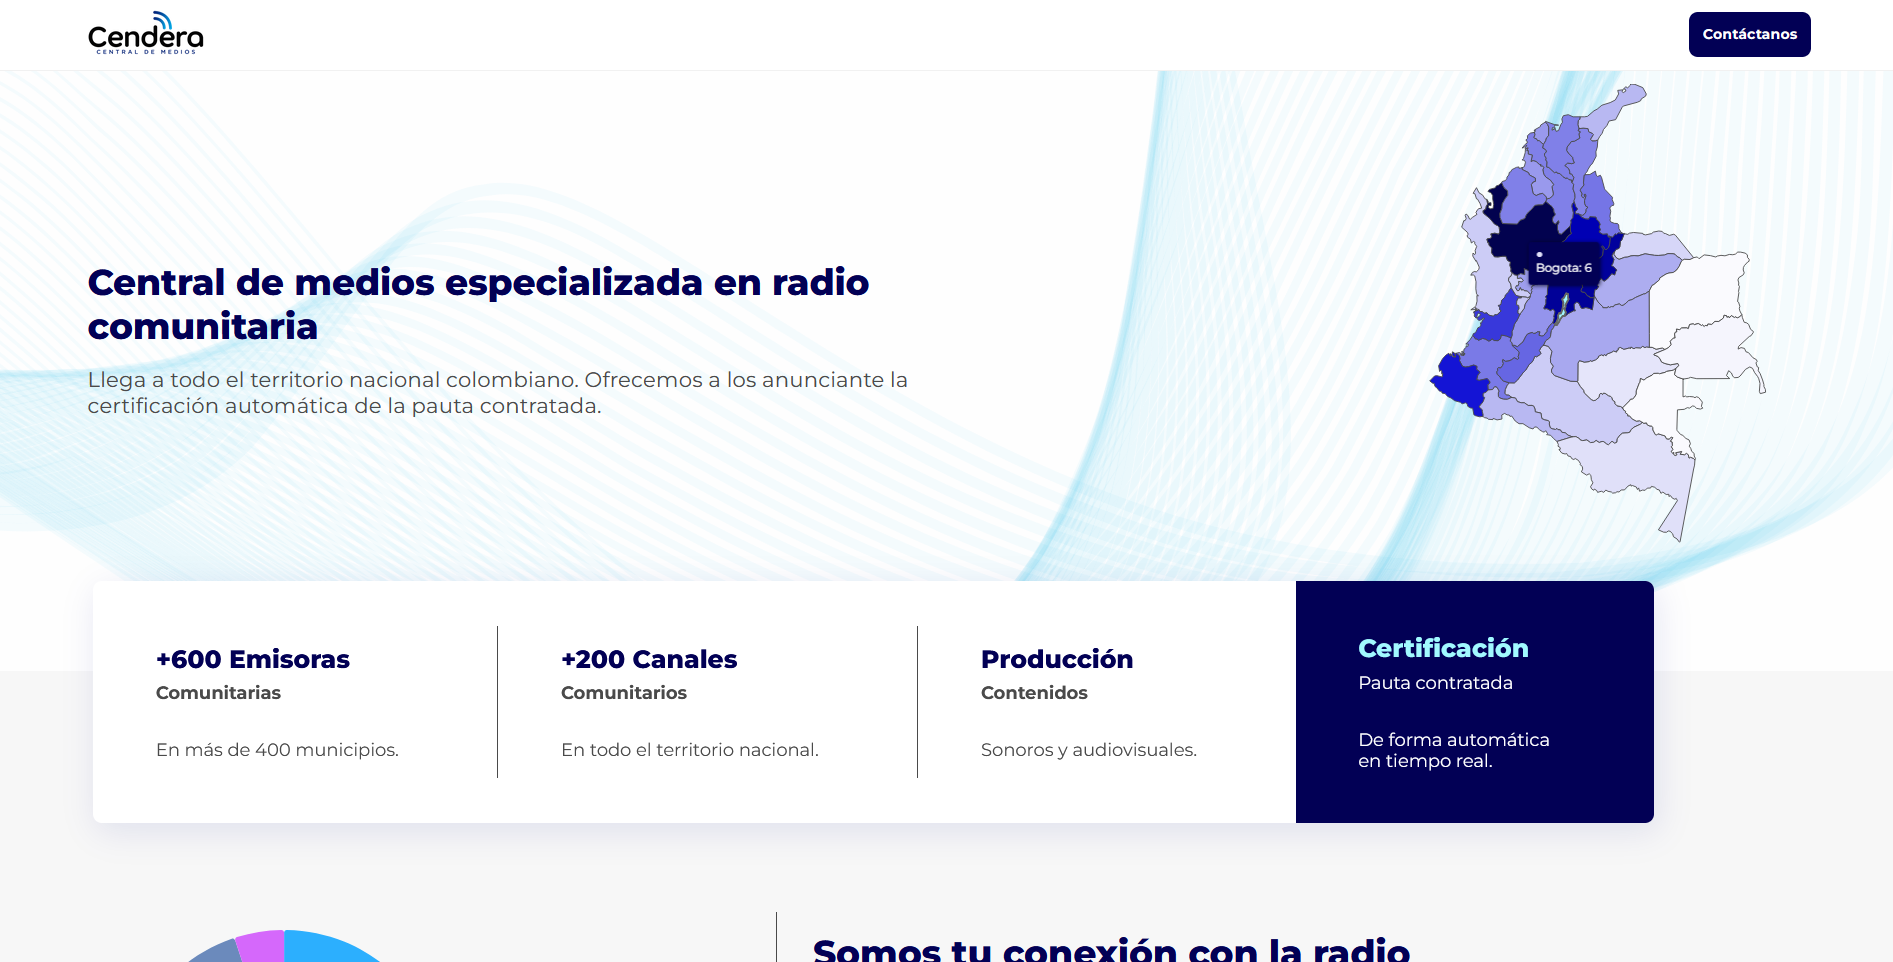 Cendera
CENTRAL DE MEDIOS
Contáctanos
Bogota: 6
Central de medios especializada en radio
comunitaria
Llega a todo el territorio nacional colombiano. Ofrecemos a los anunciante la
certificación automática de la pauta contratada.
+600 Emisoras
Comunitarias
En más de 400 municipios.
+200 Canales
Comunitarios
En todo el territorio nacional.
Producción
Contenidos
Sonoros y audiovisuales.
Certificación
Pauta contratada
De forma automática
en tiempo real.
Somos tu conexión con la radio